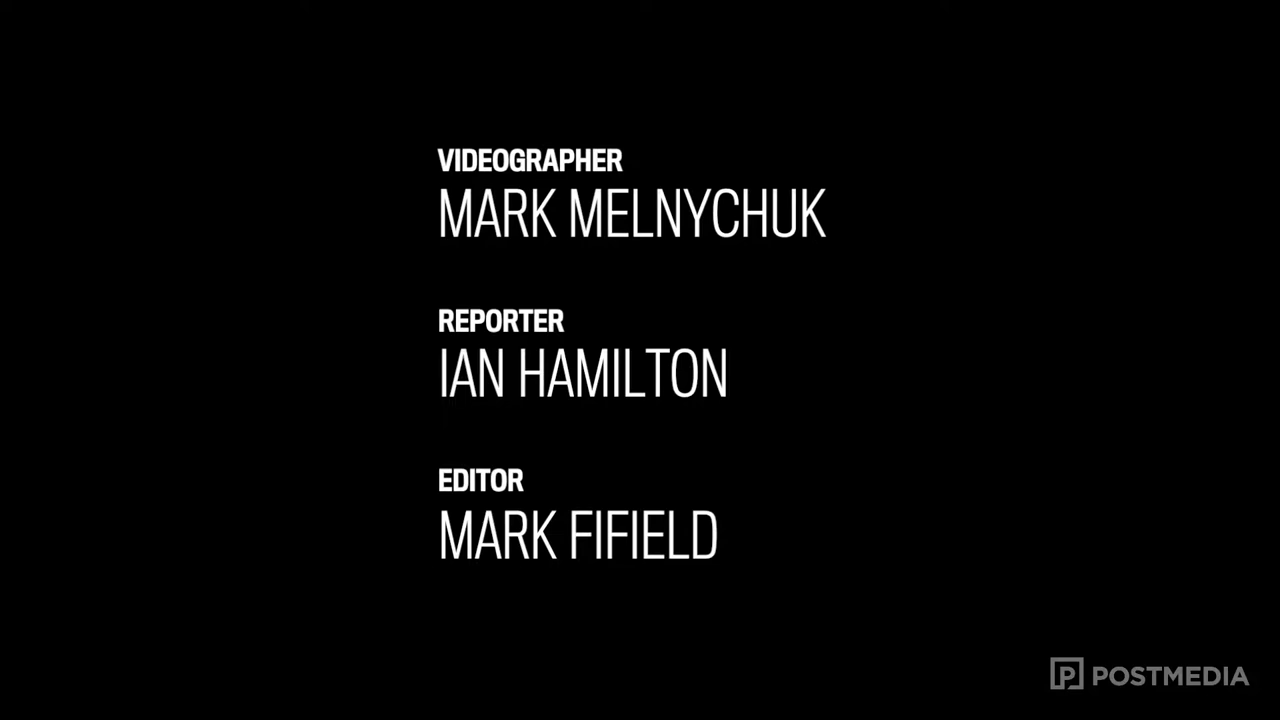 VIDEOGRAPHER
MARK MELNYCHUK
REPORTER
IAN HAMILTON
EDITOR
MARK FIFIELD
P POSTMEDIA